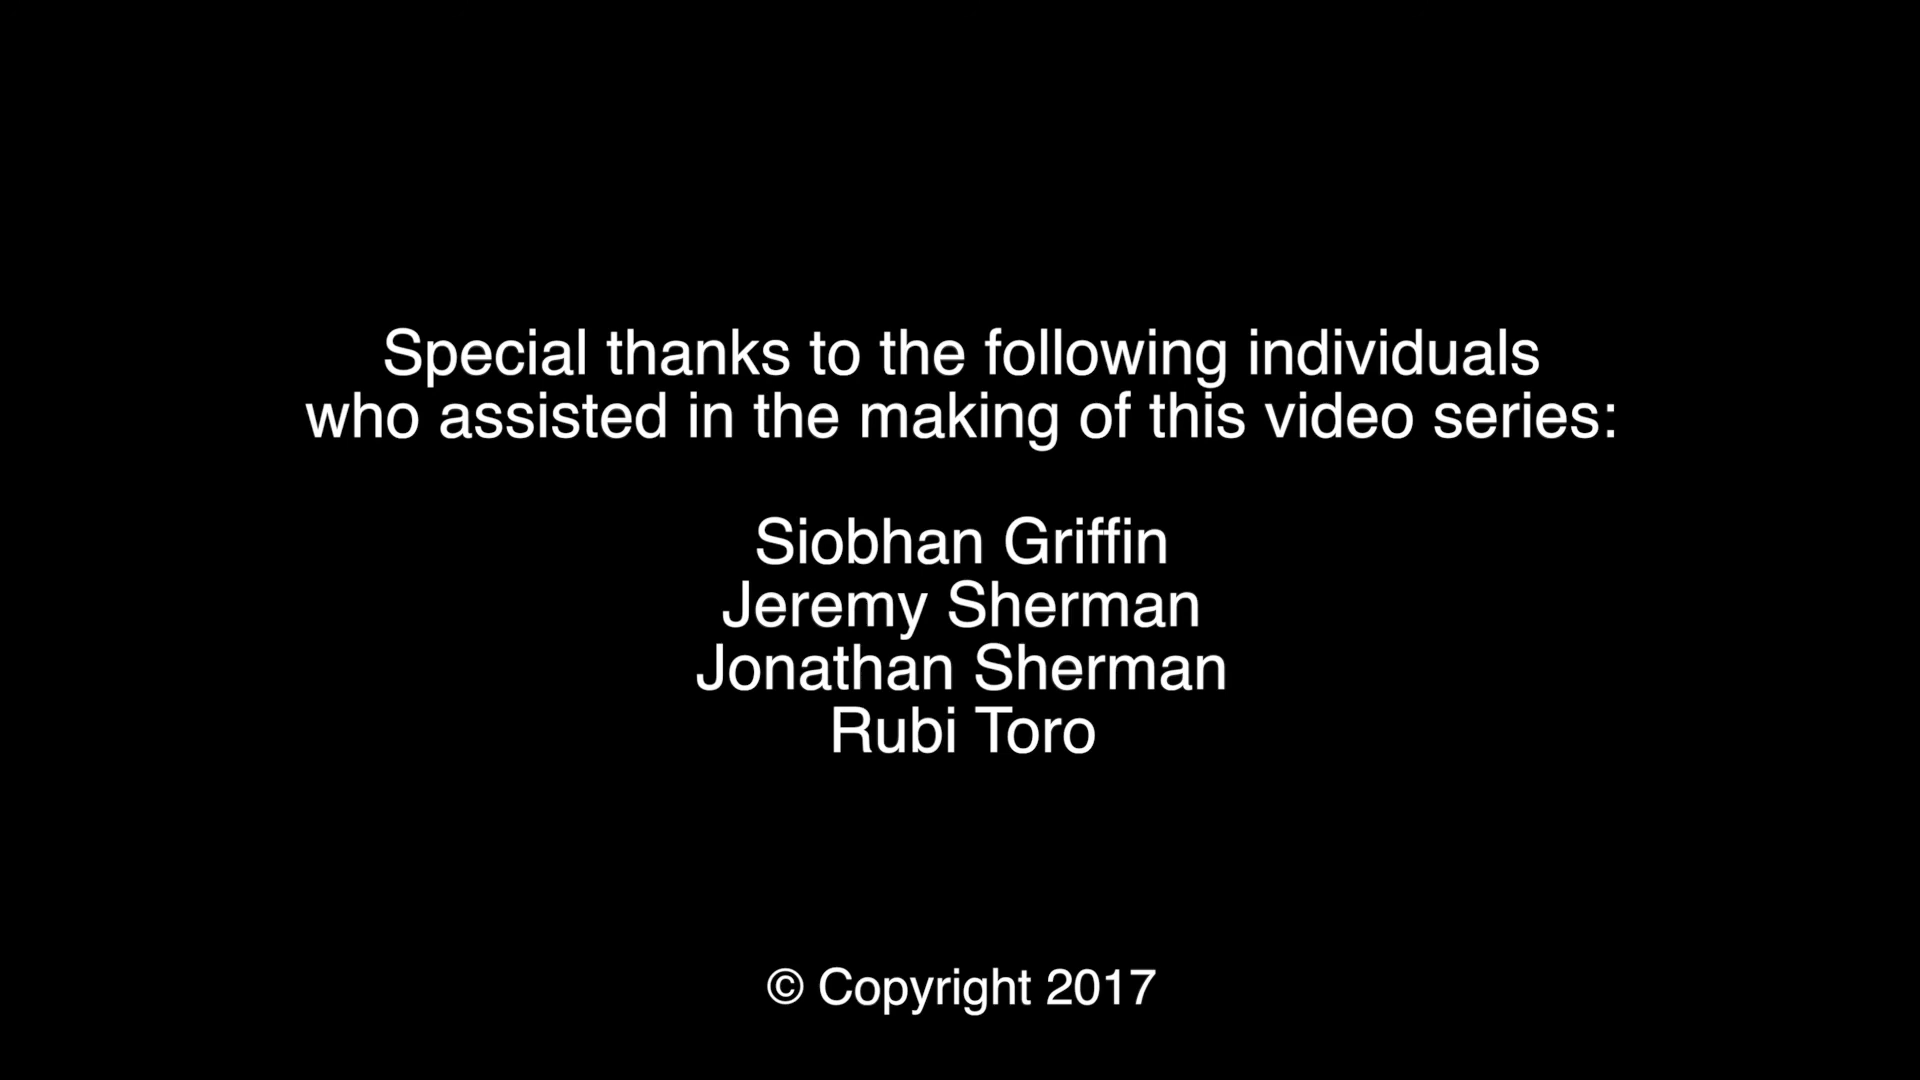 Special thanks to the following individuals
who assisted in the making of this video series:
Siobhan Griffin
Jeremy Sherman
Jonathan Sherman
Rubi Toro
© Copyright 2017